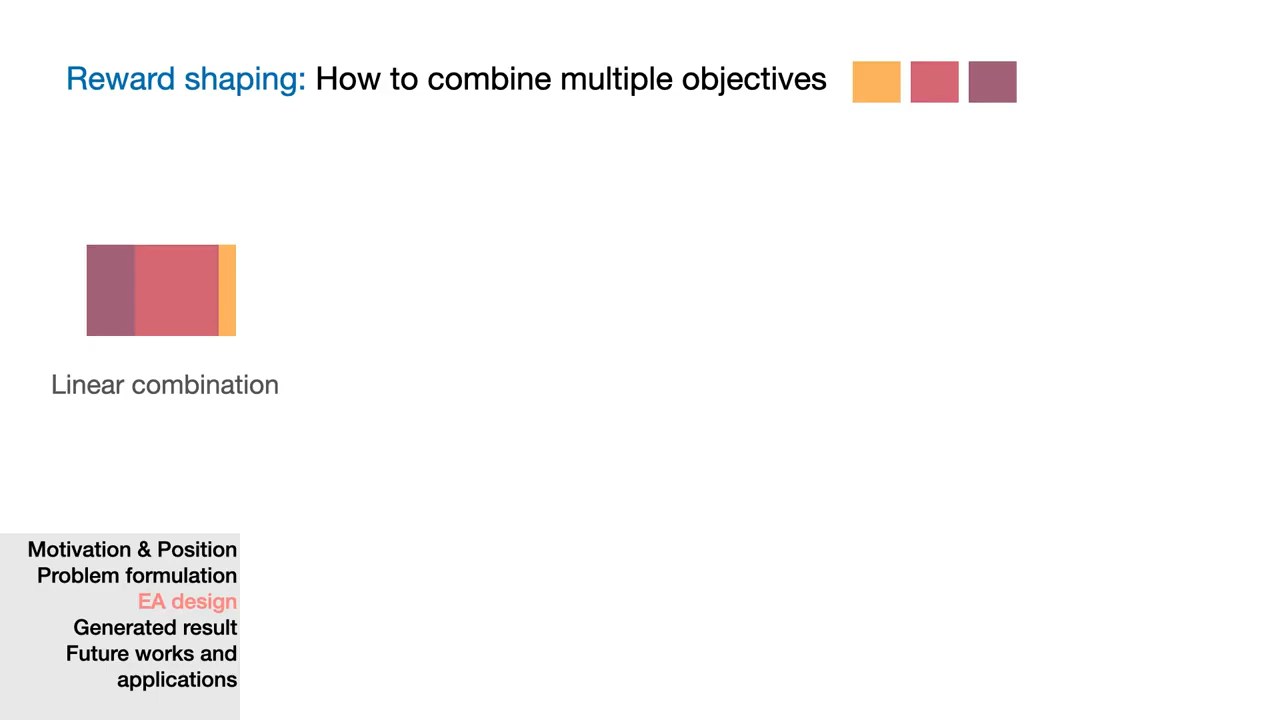 Reward shaping: How to combine multiple objectives
Linear combination
Motivation & Position
Problem formulation
EA design
Generated result
Future works and
applications